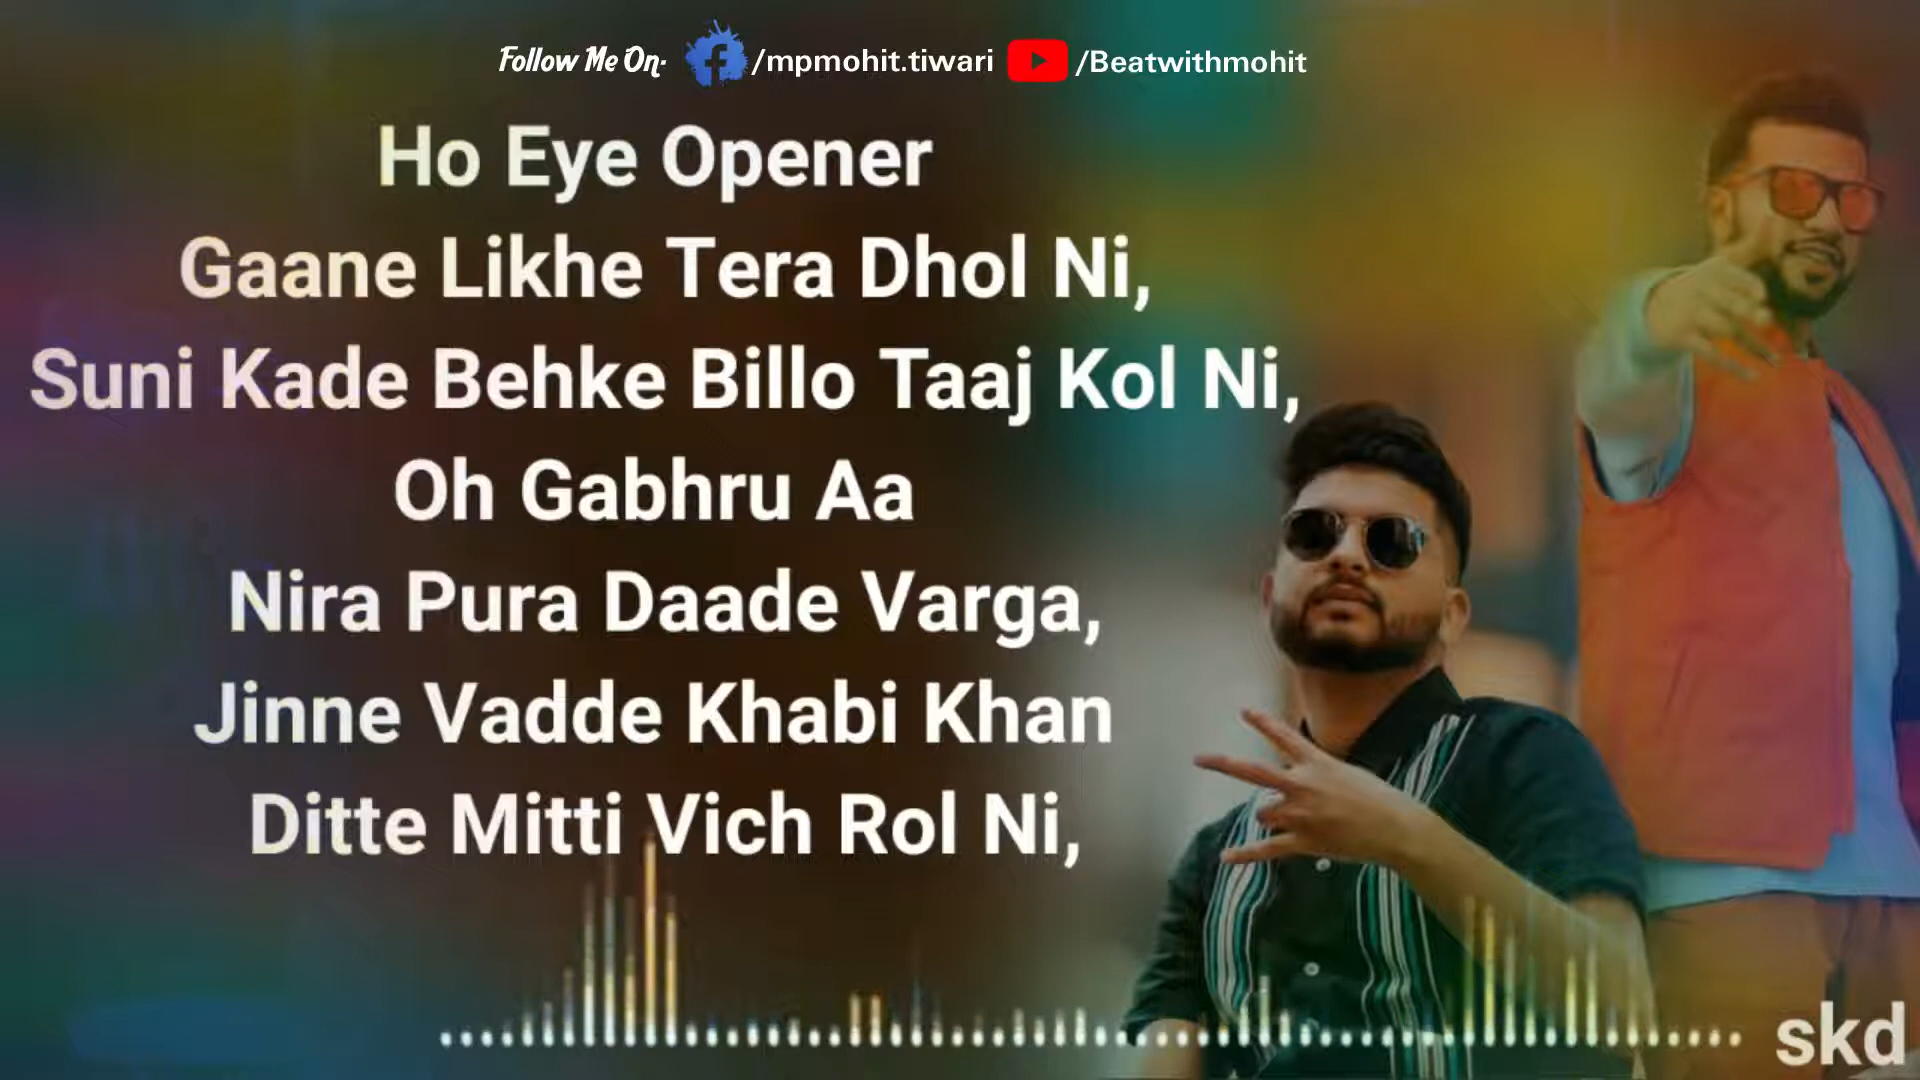 Follow Me On- /mpmohit.tiwari /Beatwithmohit
Ho Eye Opener
Gaane Likhe Tera Dhol Ni,
Suni Kade Behke Billo Taaj Kol Ni,
Oh Gabhru Aa
Nira Pura Daade Varga,
Jinne Vadde Khabi Khan
Ditte Mitti Vich Rol Ni,
skd